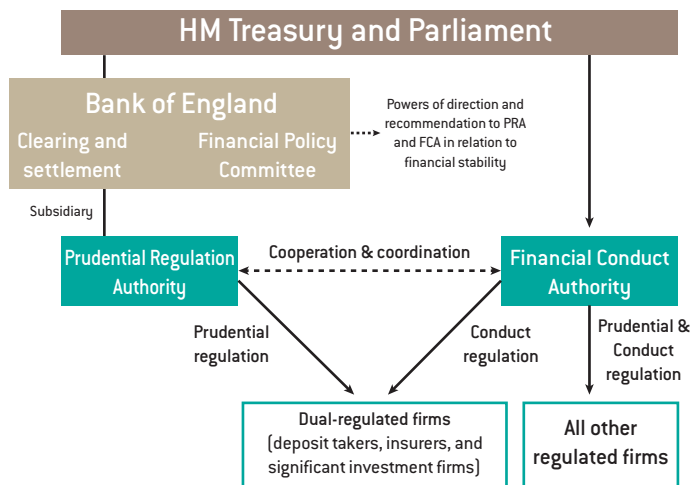 HM Treasury and Parliament
Bank of England
Clearing and
settlement
Financial Policy
Committee
Powers of direction and
recommendation to PRA
and FCA in relation to
financial stability
Subsidiary
Prudential Regulation
Authority
Cooperation & coordination
Financial Conduct
Authority
Prudential
regulation
Conduct
regulation
Prudential &
Conduct
regulation
Dual-regulated firms
(deposit takers, insurers, and
significant investment firms)
All other
regulated firms